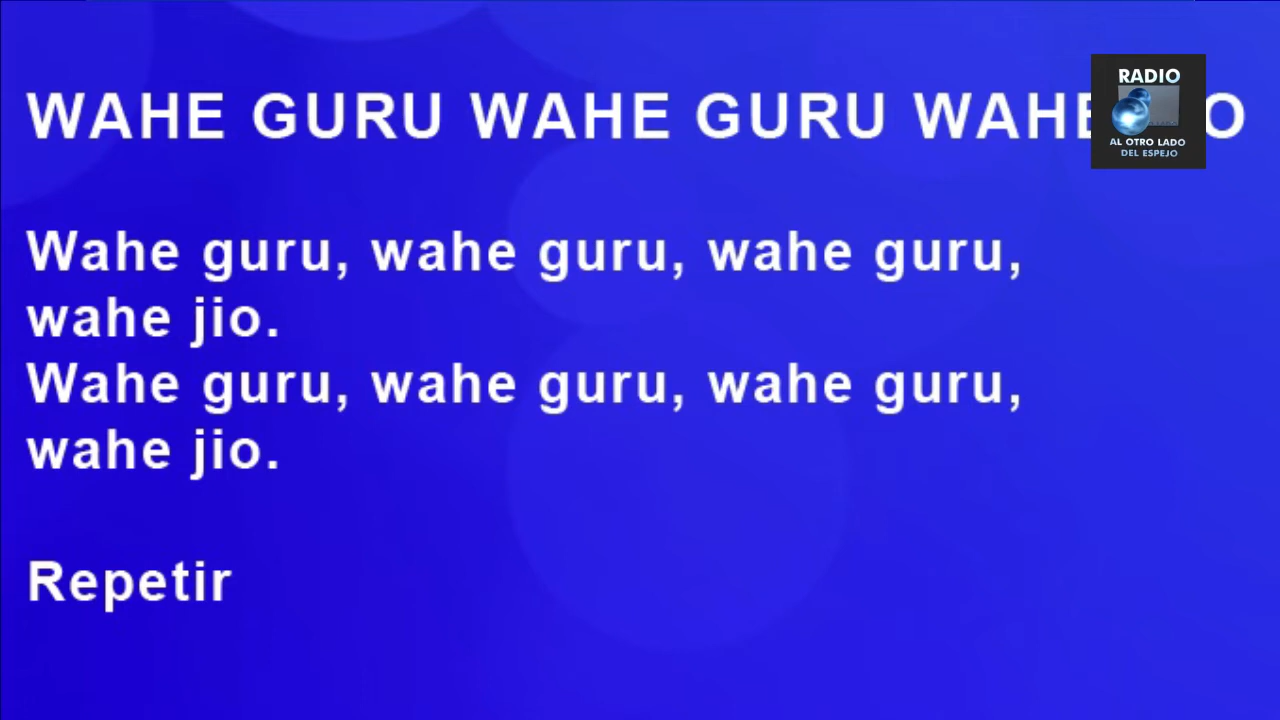 WAHE GURU WAHE GURU WAHE
RADIO
AL OTRO LADO
DEL ESPEJO
Wahe guru, wahe guru, wahe guru,
wahe jio.
Wahe guru, wahe guru, wahe guru,
wahe jio.
Repetir